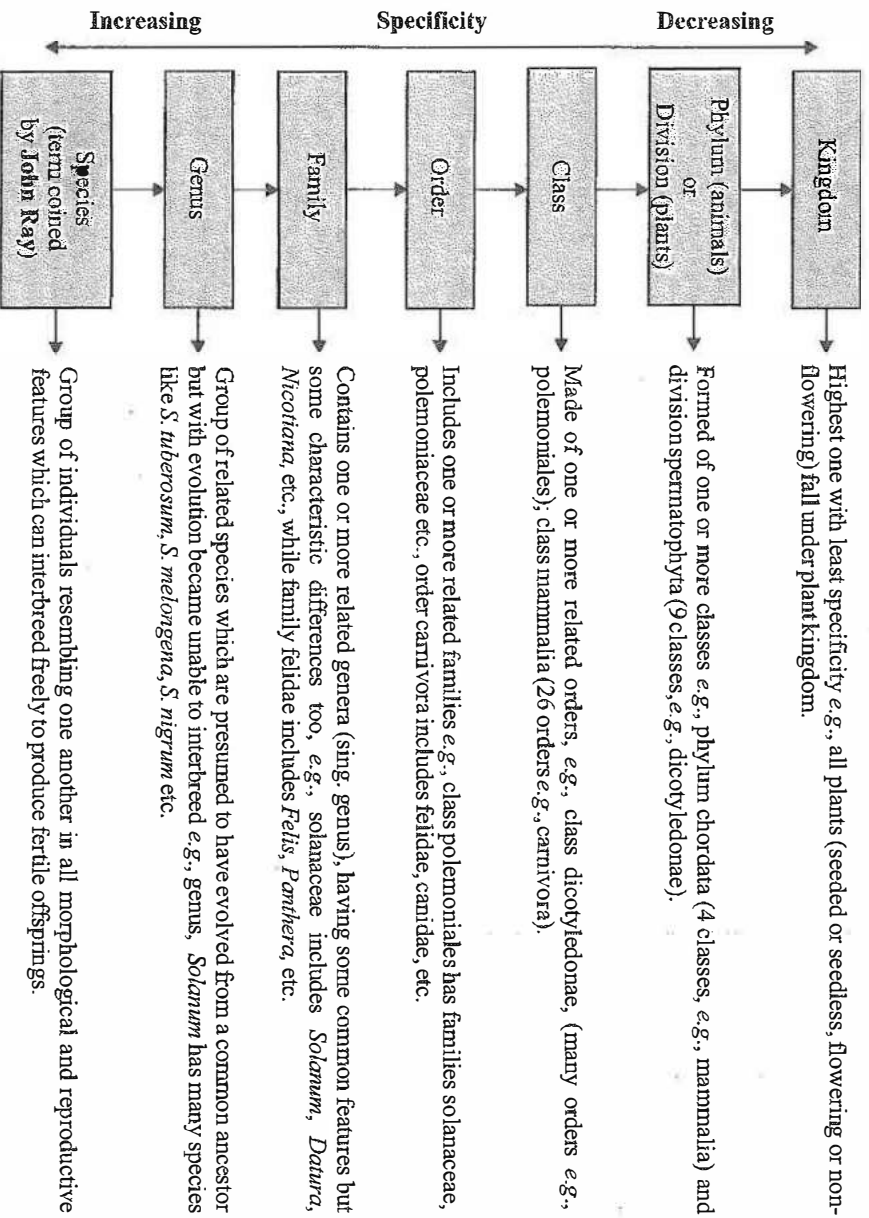 Increasing
Specificity
Decreasing
Kingdom
Highest one with least specificity e.g., all plants (seeded or seedless, flowering or non-
flowering) fall under plant kingdom.
Phylum (animals)
or
Division (plants)
Formed of one or more classes e.g., phylum chordata (4 classes, e.g., mammalia) and
division spermatophyta (9 classes, e.g., dicotyledonae).
Class
Made of one or more related orders, e.g., class dicotyledonae, (many orders e.g.,
polemoniales); class mammalia (26 orders e.g., carnivora).
Order
Includes one or more related families e.g., class polemoniales has families solanaceae,
polemoniaceae etc., order carnivora includes felidae, canidae, etc.
Family
Contains one or more related genera (sing. genus), having some common features but
some characteristic differences too, e.g., solanaceae includes Solanum, Datura,
Nicotiana, etc., while family felidae includes Felis, Panthera, etc.
Genus
Group of related species which are presumed to have evolved from a common ancestor
but with evolution became unable to interbreed e.g., genus, Solanum has many species
like S. tuberosum, S. melongena, S. nigrum etc.
Species
(term coined
by John Ray)
Group of individuals resembling one another in all morphological and reproductive
features which can interbreed freely to produce fertile offsprings.